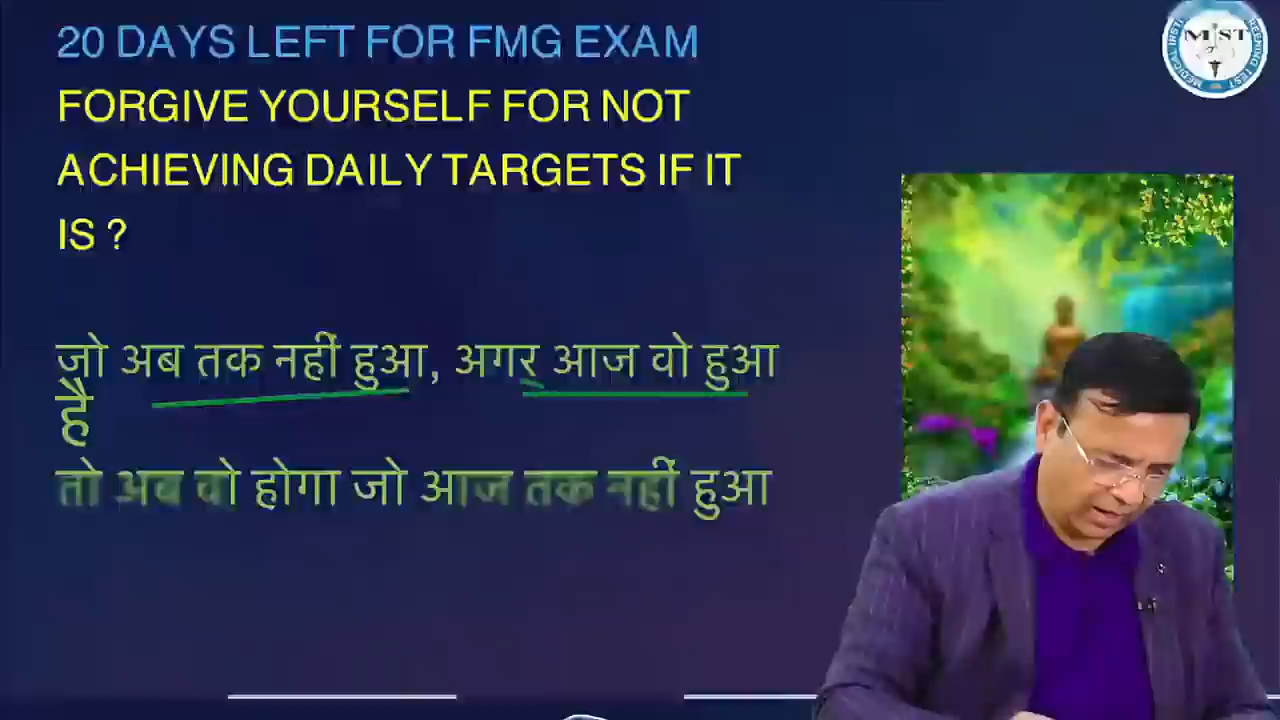 20 DAYS LEFT FOR FMG EXAM
FORGIVE YOURSELF FOR NOT
ACHIEVING DAILY TARGETS IF IT
IS ?
जो अब तक नहीं हुआ, अगर आज वो हुआ
है
तो अब वो होगा जो आज तक नहीं हुआ
MIST